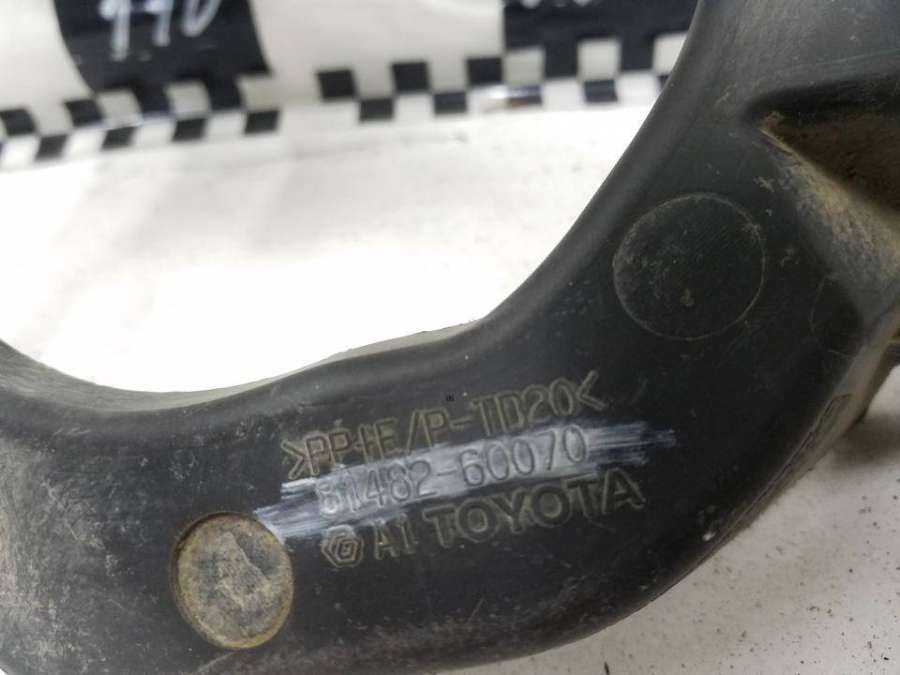 >PP+E/P-TD20<
81482-60070
G A1 TOYOTA